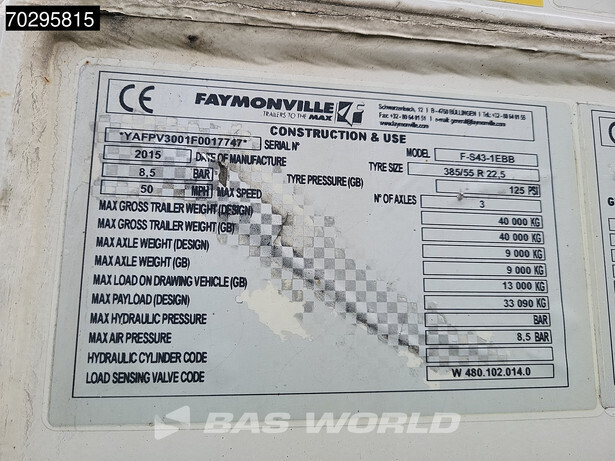 70295815
CE FAYMONVILLE
TRAILERS TO THE MAX
Schwarzenbach, 12 I B - 4760 BÜLLINGEN
CONSTRUCTION & USE
*YAFPV3001F0017747* SERIAL N° MODEL F-S43-1EBB
2015 DATE OF MANUFACTURE TYRE SIZE 385/55 R 22,5
8,5 BAR TYRE PRESSURE (GB) 125 PSI
50 MPH MAX SPEED N° OF AXLES 3
MAX GROSS TRAILER WEIGHT (DESIGN) 40 000 KG
MAX GROSS TRAILER WEIGHT (GB) 40 000 KG
MAX AXLE WEIGHT (DESIGN) 9 000 KG
MAX AXLE WEIGHT (GB) 9 000 KG
MAX LOAD ON DRAWING VEHICLE (GB) 13 000 KG
MAX PAYLOAD (DESIGN) 33 090 KG
MAX HYDRAULIC PRESSURE BAR
MAX AIR PRESSURE 8,5 BAR
HYDRAULIC CYLINDER CODE
LOAD SENSING VALVE CODE W 480.102.014.0
BAS WORLD